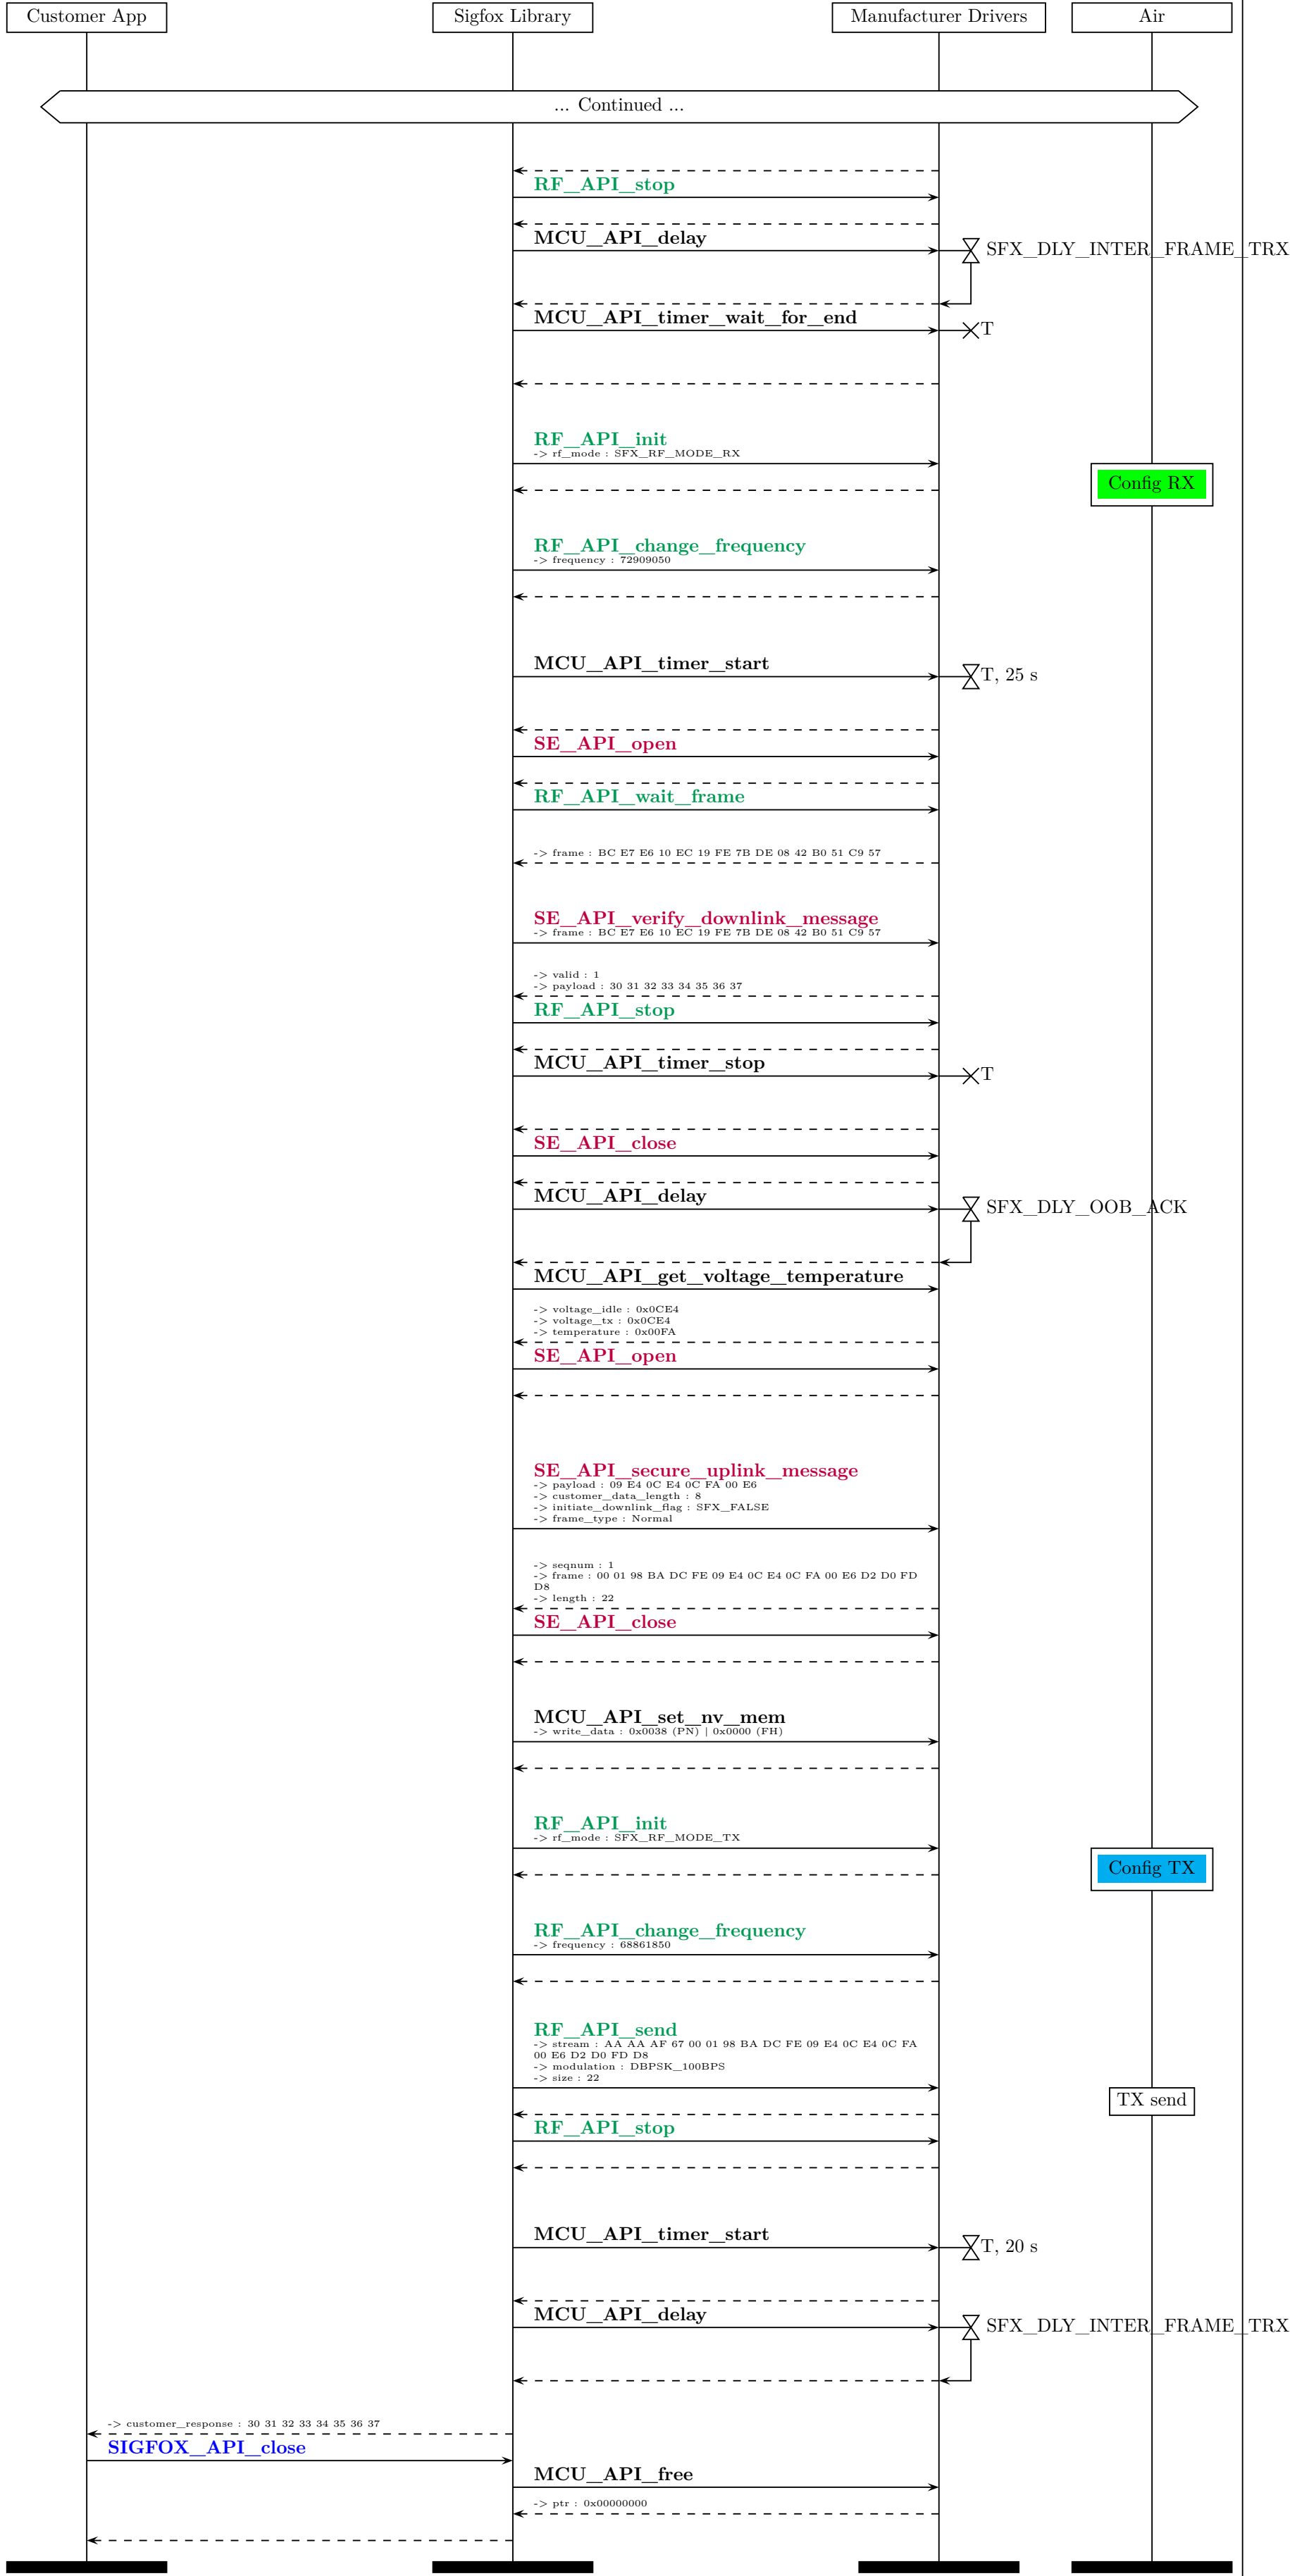 Customer App
Sigfox Library
Manufacturer Drivers
Air
... Continued ...
RF_API_stop
MCU_API_delay
SFX_DLY_INTER_FRAME_TRX
MCU_API_timer_wait_for_end
T
RF_API_init
-> rf_mode : SFX_RF_MODE_RX
Config RX
RF_API_change_frequency
-> frequency : 72909050
MCU_API_timer_start
T, 25 s
SE_API_open
RF_API_wait_frame
-> frame : BC E7 E6 10 EC 19 FE 7B DE 08 42 B0 51 C9 57
SE_API_verify_downlink_message
-> frame : BC E7 E6 10 EC 19 FE 7B DE 08 42 B0 51 C9 57
-> valid : 1
-> payload : 30 31 32 33 34 35 36 37
RF_API_stop
MCU_API_timer_stop
T
SE_API_close
MCU_API_delay
SFX_DLY_OOB_ACK
MCU_API_get_voltage_temperature
-> voltage_idle : 0x0CE4
-> voltage_tx : 0x0CE4
-> temperature : 0x00FA
SE_API_open
SE_API_secure_uplink_message
-> payload : 09 E4 0C E4 0C FA 00 E6
-> customer_data_length : 8
-> initiate_downlink_flag : SFX_FALSE
-> frame_type : Normal
-> seqnum : 1
-> frame : 00 01 98 BA DC FE 09 E4 0C E4 0C FA 00 E6 D2 D0 FD
D8
-> length : 22
SE_API_close
MCU_API_set_nv_mem
-> write_data : 0x0038 (PN) | 0x0000 (FH)
RF_API_init
-> rf_mode : SFX_RF_MODE_TX
Config TX
RF_API_change_frequency
-> frequency : 68861850
RF_API_send
-> stream : AA AA AF 67 00 01 98 BA DC FE 09 E4 0C E4 0C FA
00 E6 D2 D0 FD D8
-> modulation : DBPSK_100BPS
-> size : 22
TX send
RF_API_stop
MCU_API_timer_start
T, 20 s
MCU_API_delay
SFX_DLY_INTER_FRAME_TRX
-> customer_response : 30 31 32 33 34 35 36 37
SIGFOX_API_close
MCU_API_free
-> ptr : 0x00000000